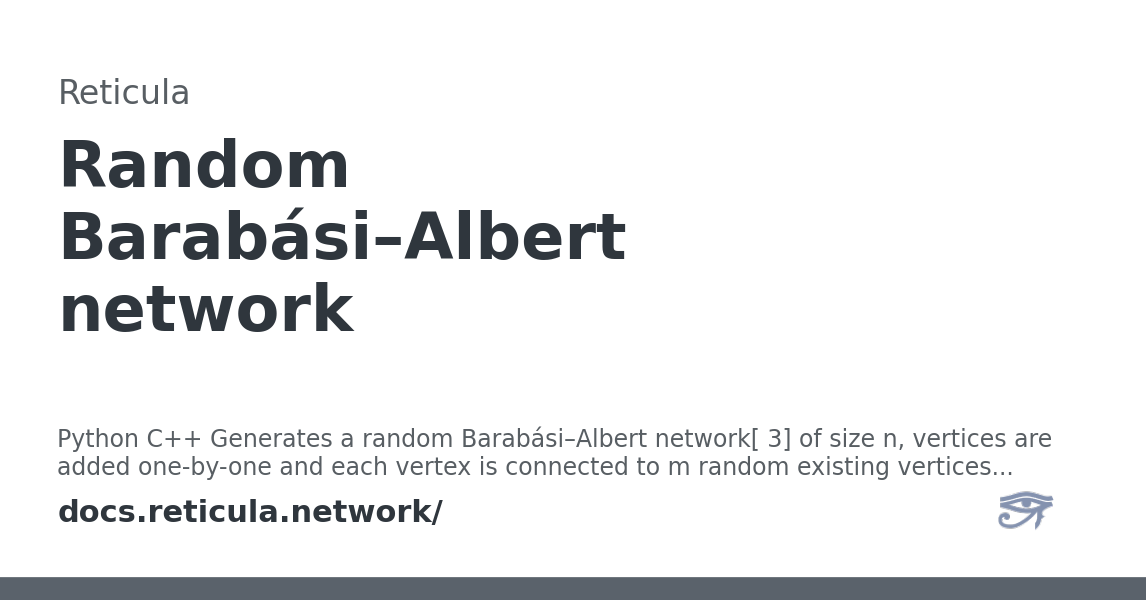 Reticula
Random
Barabási–Albert
network
Python C++ Generates a random Barabási–Albert network[ 3] of size n, vertices are
added one-by-one and each vertex is connected to m random existing vertices...
docs.reticula.network/